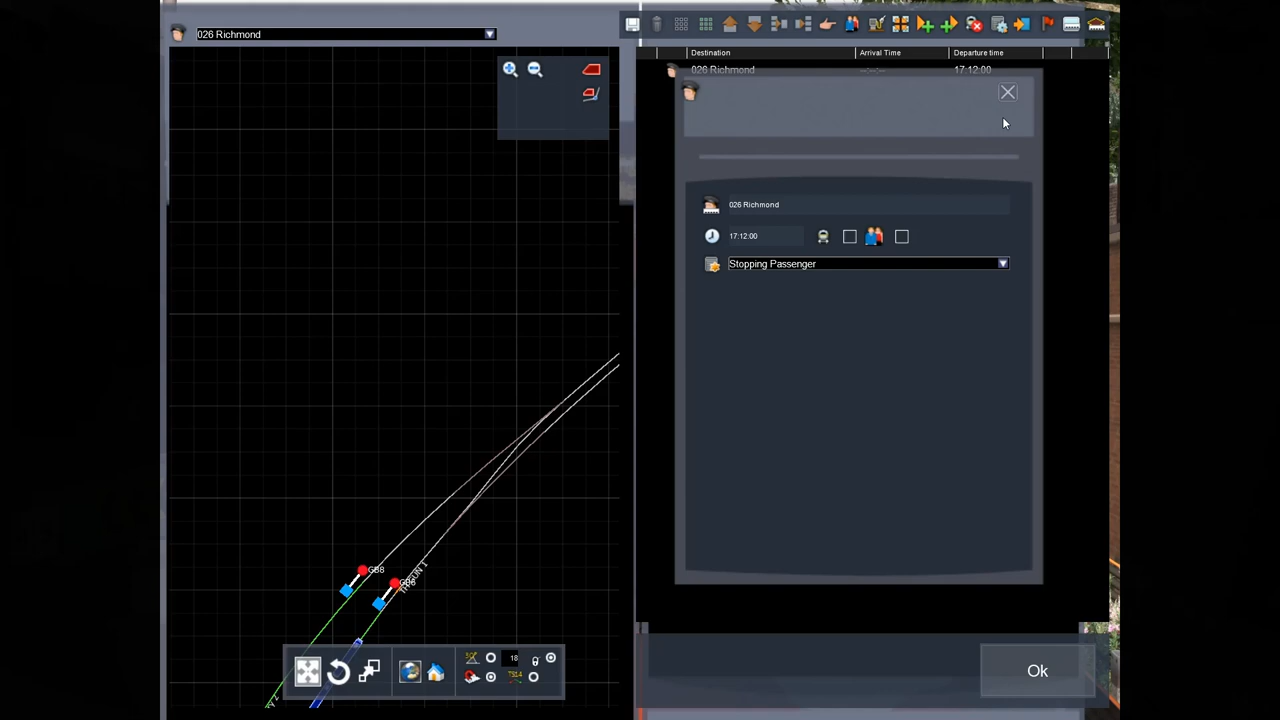 026 Richmond
Destination Arrival Time Departure time
026 Richmond --:--:-- 17:12:00
026 Richmond
17:12:00
Stopping Passenger
GB8
18
Ok